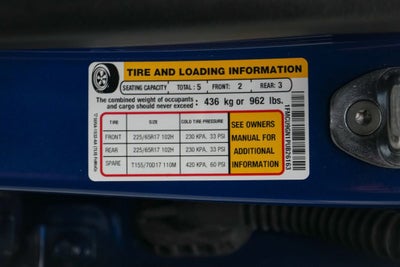 TIRE AND LOADING INFORMATION
SEATING CAPACITY TOTAL : 5 FRONT: 2 REAR: 3
The combined weight of occupants and cargo should never exceed : 436 kg or 962 lbs.
TIRE SIZE COLD TIRE PRESSURE
FRONT 225/65R17 102H 230 KPA, 33 PSI
REAR 225/65R17 102H 230 KPA, 33 PSI
SPARE T155/70D17 110M 420 KPA, 60 PSI
SEE OWNERS
MANUAL FOR
ADDITIONAL
INFORMATION